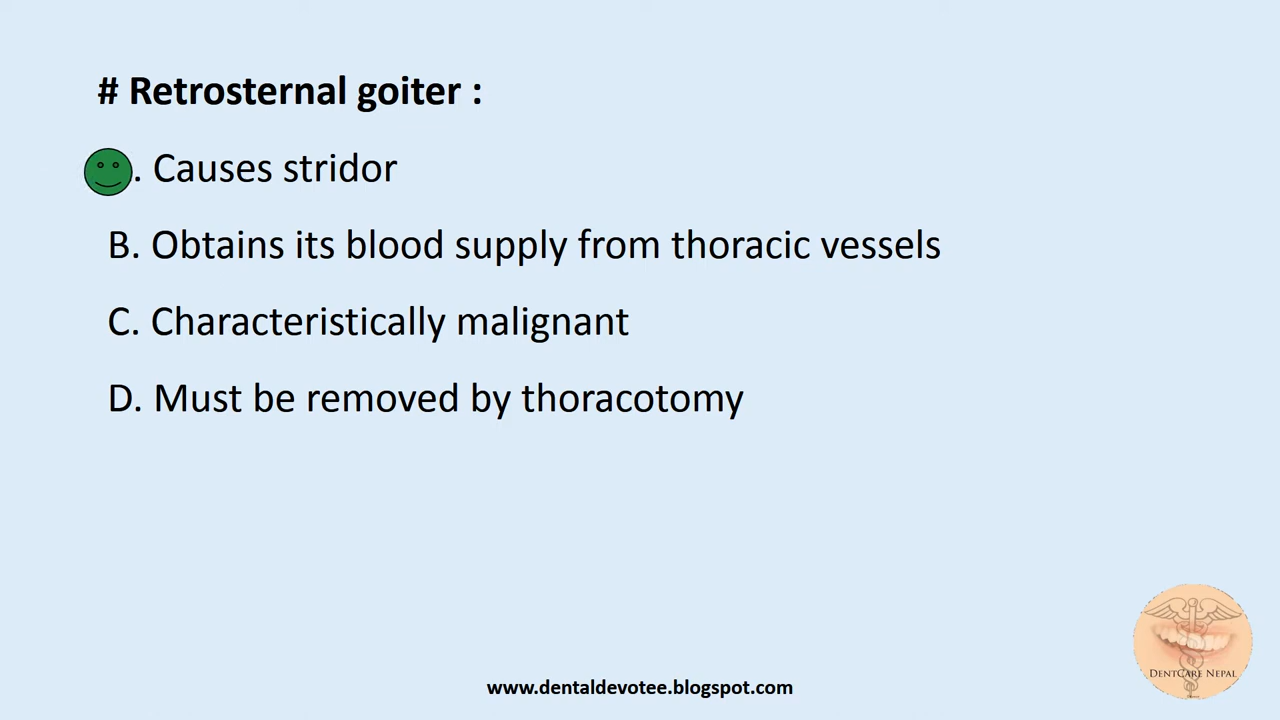 # Retrosternal goiter :
. Causes stridor
B. Obtains its blood supply from thoracic vessels
C. Characteristically malignant
D. Must be removed by thoracotomy
DentCare Nepal
www.dentaldevotee.blogspot.com